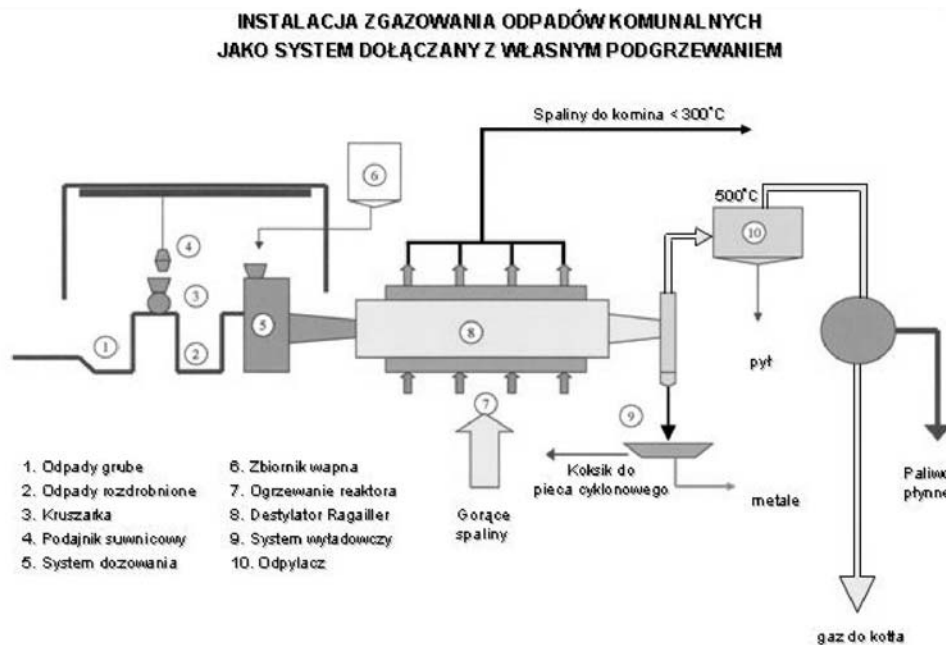 INSTALACJA ZGAZOWANIA ODPADÓW KOMUNALNYCH
JAKO SYSTEM DOŁĄCZANY Z WŁASNYM PODGRZEWANIEM
Spaliny do komina < 300°C
6
500°C
10
4
3
5
8
1
2
pył
7
9
Koksik do
pieca cyklonowego
metale
Gorące
spaliny
Paliwo
płynne
1. Odpady grube
2. Odpady rozdrobnione
3. Kruszarka
4. Podajnik suwnicowy
5. System dozowania
6. Zbiornik wapna
7. Ogrzewanie reaktora
8. Destylator Ragailler
9. System wyładowczy
10. Odpylacz
gaz do kotła